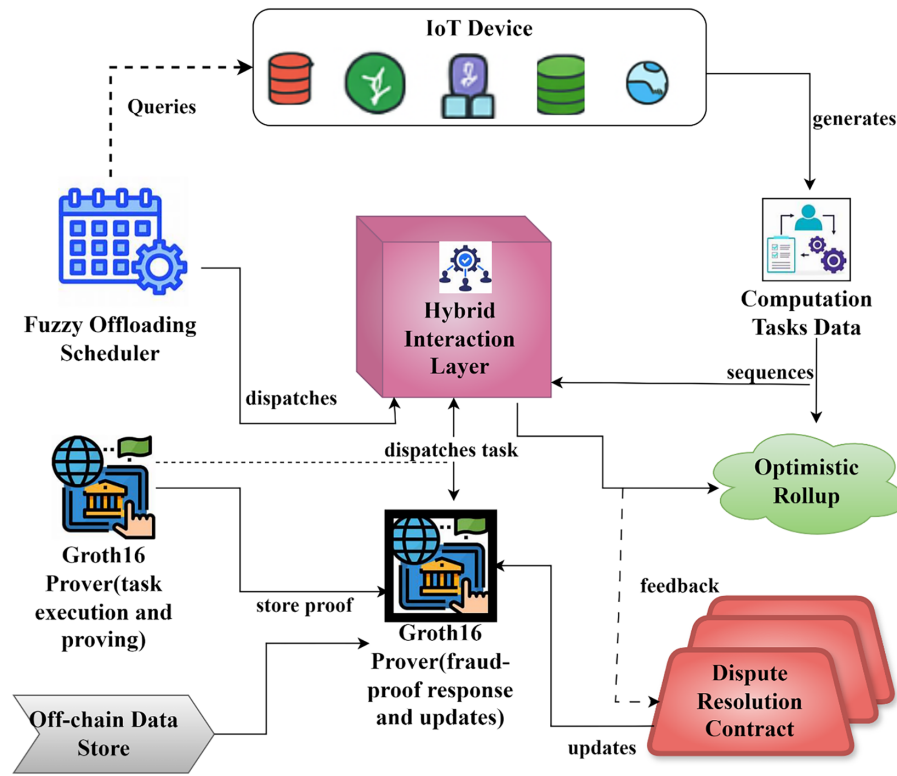 IoT Device
Queries
generates
Fuzzy Offloading
Scheduler
Hybrid
Interaction
Layer
Computation
Tasks Data
sequences
dispatches
dispatches task
Optimistic
Rollup
Groth16
Prover(task
execution and
proving)
store proof
feedback
Groth16
Prover(fraud-
proof response
and updates)
Off-chain Data
Store
Dispute
Resolution
Contract
updates